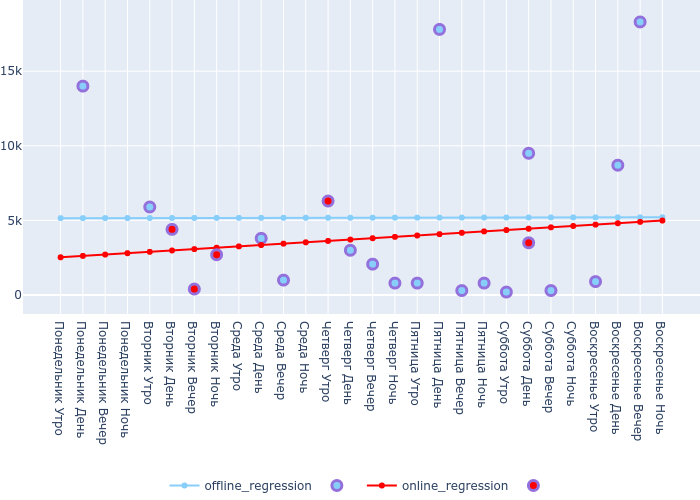 15k
10k
5k
0
Понедельник Утро
Понедельник День
Понедельник Вечер
Понедельник Ночь
Вторник Утро
Вторник День
Вторник Вечер
Вторник Ночь
Среда Утро
Среда День
Среда Вечер
Среда Ночь
Четверг Утро
Четверг День
Четверг Вечер
Четверг Ночь
Пятница Утро
Пятница День
Пятница Вечер
Пятница Ночь
Суббота Утро
Суббота День
Суббота Вечер
Суббота Ночь
Воскресенье Утро
Воскресенье День
Воскресенье Вечер
Воскресенье Ночь
offline_regression
online_regression